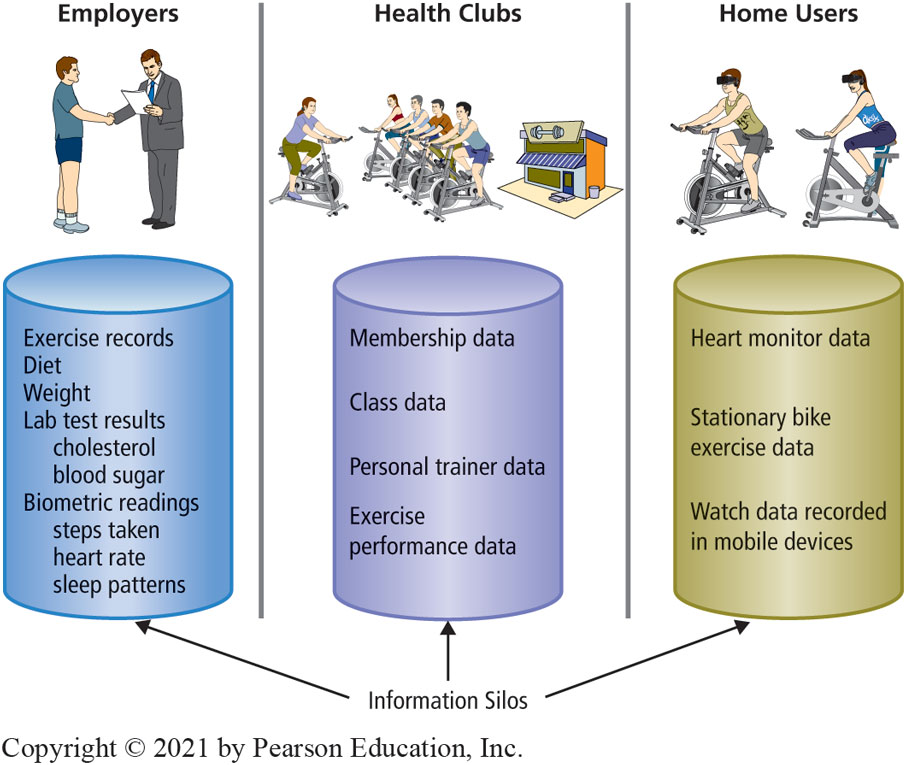 Employers
Health Clubs
Home Users
Exercise records
Diet
Weight
Lab test results
cholesterol
blood sugar
Biometric readings
steps taken
heart rate
sleep patterns
Membership data
Class data
Personal trainer data
Exercise
performance data
Heart monitor data
Stationary bike
exercise data
Watch data recorded
in mobile devices
Information Silos
Copyright © 2021 by Pearson Education, Inc.